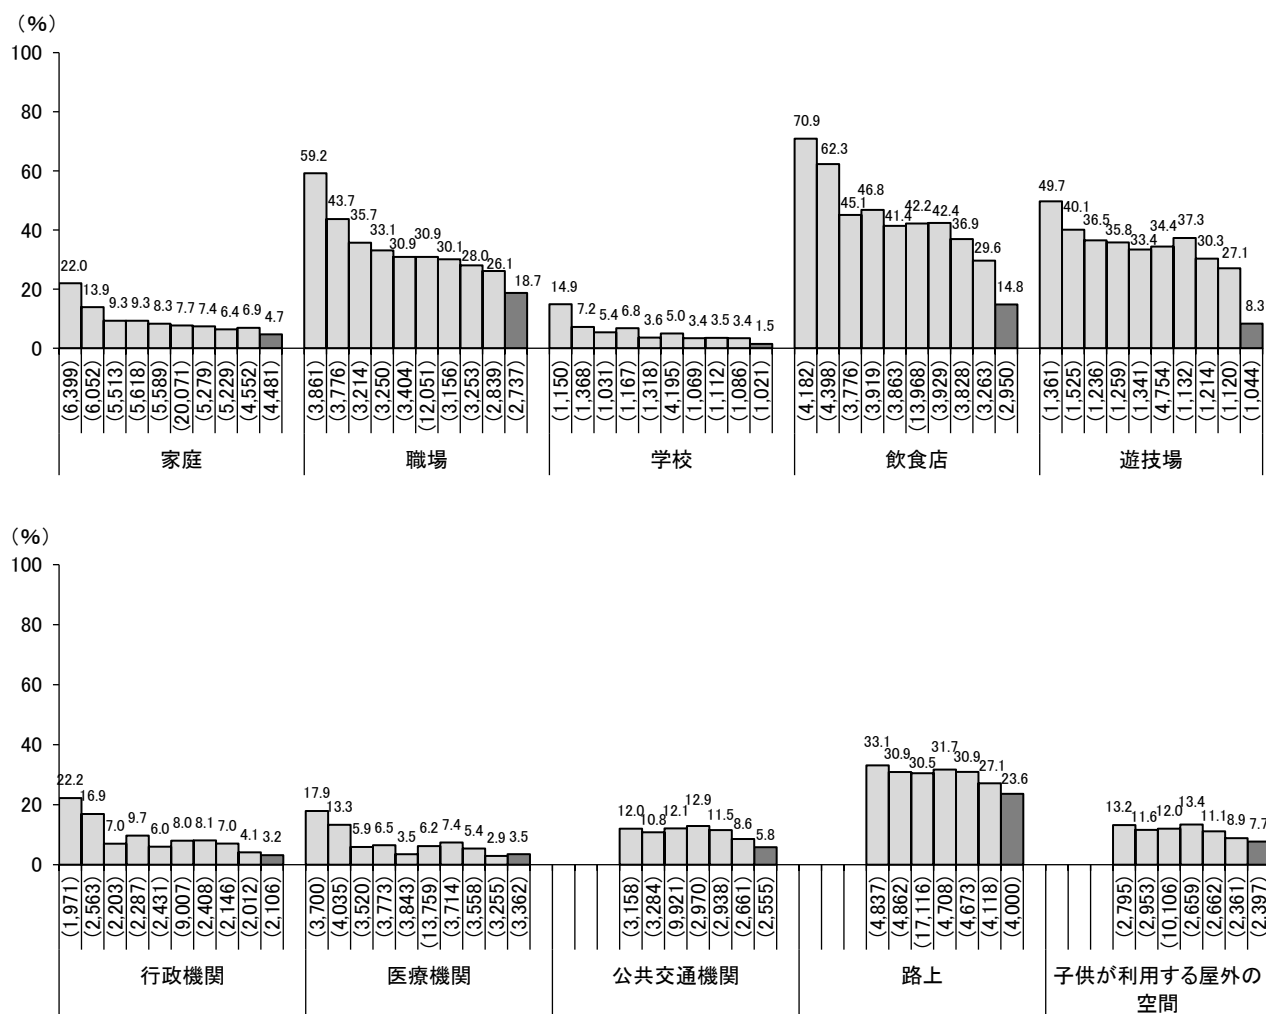 （％）
100
80
60
40
20
0
22.0 13.9 9.3 9.3 8.3 7.7 7.4 6.4 6.9 4.7
59.2 43.7 35.7 33.1 30.9 30.9 30.1 28.0 26.1 18.7
14.9 7.2 5.4 6.8 3.6 5.0 3.4 3.5 3.4 1.5
70.9 62.3 45.1 46.8 41.4 42.2 42.4 36.9 29.6 14.8
49.7 40.1 36.5 35.8 33.4 34.4 37.3 30.3 27.1 8.3
(6,399) (6,052) (5,513) (5,618) (5,589) (20,071) (5,279) (5,229) (4,552) (4,481)
(3,861) (3,776) (3,214) (3,250) (3,404) (12,051) (3,156) (3,253) (2,839) (2,737)
(1,150) (1,368) (1,031) (1,167) (1,318) (4,195) (1,069) (1,112) (1,086) (1,021)
(4,182) (4,398) (3,776) (3,919) (3,863) (13,968) (3,929) (3,828) (3,263) (2,950)
(1,361) (1,525) (1,236) (1,259) (1,341) (4,754) (1,132) (1,214) (1,120) (1,044)
家庭 職場 学校 飲食店 遊技場
（％）
100
80
60
40
20
0
22.2 16.9 7.0 9.7 6.0 8.0 8.1 7.0 4.1 3.2
17.9 13.3 5.9 6.5 3.5 6.2 7.4 5.4 2.9 3.5
12.0 10.8 12.1 12.9 11.5 8.6 5.8
33.1 30.9 30.5 31.7 30.9 27.1 23.6
13.2 11.6 12.0 13.4 11.1 8.9 7.7
(1,971) (2,563) (2,203) (2,287) (2,431) (9,007) (2,408) (2,146) (2,012) (2,106)
(3,700) (4,035) (3,520) (3,773) (3,843) (13,759) (3,714) (3,558) (3,255) (3,362)
(3,158) (3,284) (9,921) (2,970) (2,938) (2,661) (2,555)
(4,837) (4,862) (17,116) (4,708) (4,673) (4,118) (4,000)
(2,795) (2,953) (10,106) (2,659) (2,662) (2,361) (2,397)
行政機関 医療機関 公共交通機関 路上 子供が利用する屋外の
空間